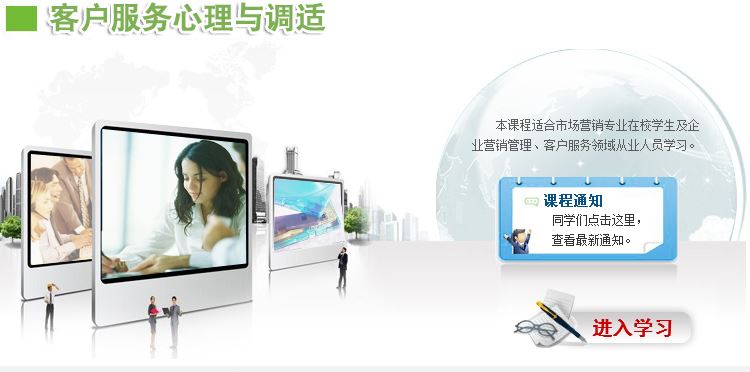 客户服务心理与调适
本课程适合市场营销专业在校学生及企
业营销管理、客户服务领域从业人员学习。
课程通知
同学们点击这里，
查看最新通知。
进入学习